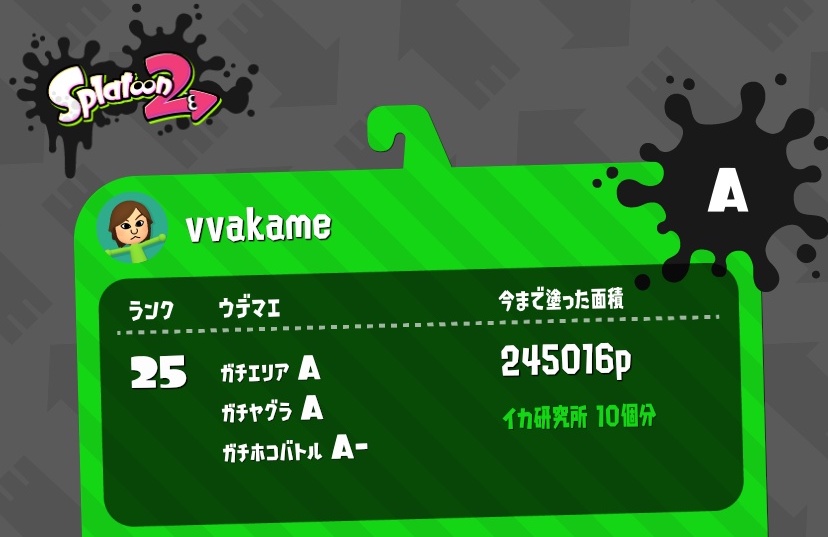 Splatoon 2
A
vvakame
ランク ウデマエ 今まで塗った面積
25
ガチエリア A
ガチヤグラ A
ガチホコバトル A-
245016p
イカ研究所 10個分